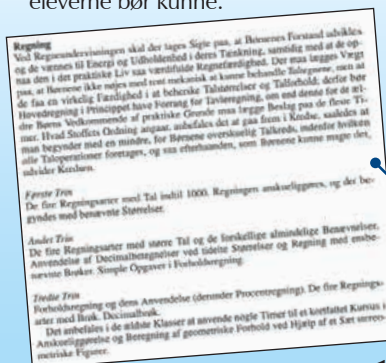 eleverne bør kunne.
Regning
Ved Regneundervisningen skal der tages Sigte paa, at Børnenes Forstand udvikles
og de vænnes til Energi og Udholdenhed i deres Tænkning, samtidig med at de op-
naa den i det praktiske Liv saa værdifulde Regnefærdighed. Der maa lægges Vægt
paa, at Børnene ikke nøjes med rent mekanisk at kunne behandle Taltegnene, men at
de faa en virkelig Færdighed i at beherske Talstørrelser og Talforhold; derfor bør
Hovedregning i Princippet have Forrang for Tavleregning, om end denne for de æl-
dre Børns Vedkommende af praktiske Grunde maa lægge Beslag paa de fleste Ti-
mer. Hvad Stoffets Ordning angaar, anbefales det at gaa frem i Kredse, saaledes at
man begynder med en mindre, for Børnene overskuelig Talkreds, indenfor hvilken
alle Taloperationer foretages, og saa efterhaanden, som Børnene kunne magte det,
udvider Kredsen.
Første Trin
De fire Regningsarter med Tal indtil 1000. Regningen anskueliggøres, og der be-
gyndes med benævnte Størrelser.
Andet Trin
De fire Regningsarter med større Tal og de forskellige almindelige Benævnelser.
Anvendelse af Decimalberegnelser ved tiedelte Størrelser og Regning med ensbe-
nævnte Brøker. Simple Opgaver i Forholdsregning.
Tredie Trin
Forholdsregning og dens Anvendelse (derunder Procentregning). De fire Regnings-
arter med Brøk. Decimalbrøk.
Det anbefales i de ældste Klasser at anvende nogle Timer til et kortfattet Kursus i
Anskueliggørelse og Beregning af geometriske Forhold ved Hjælp af et Sæt stereo-
metriske Figurer.